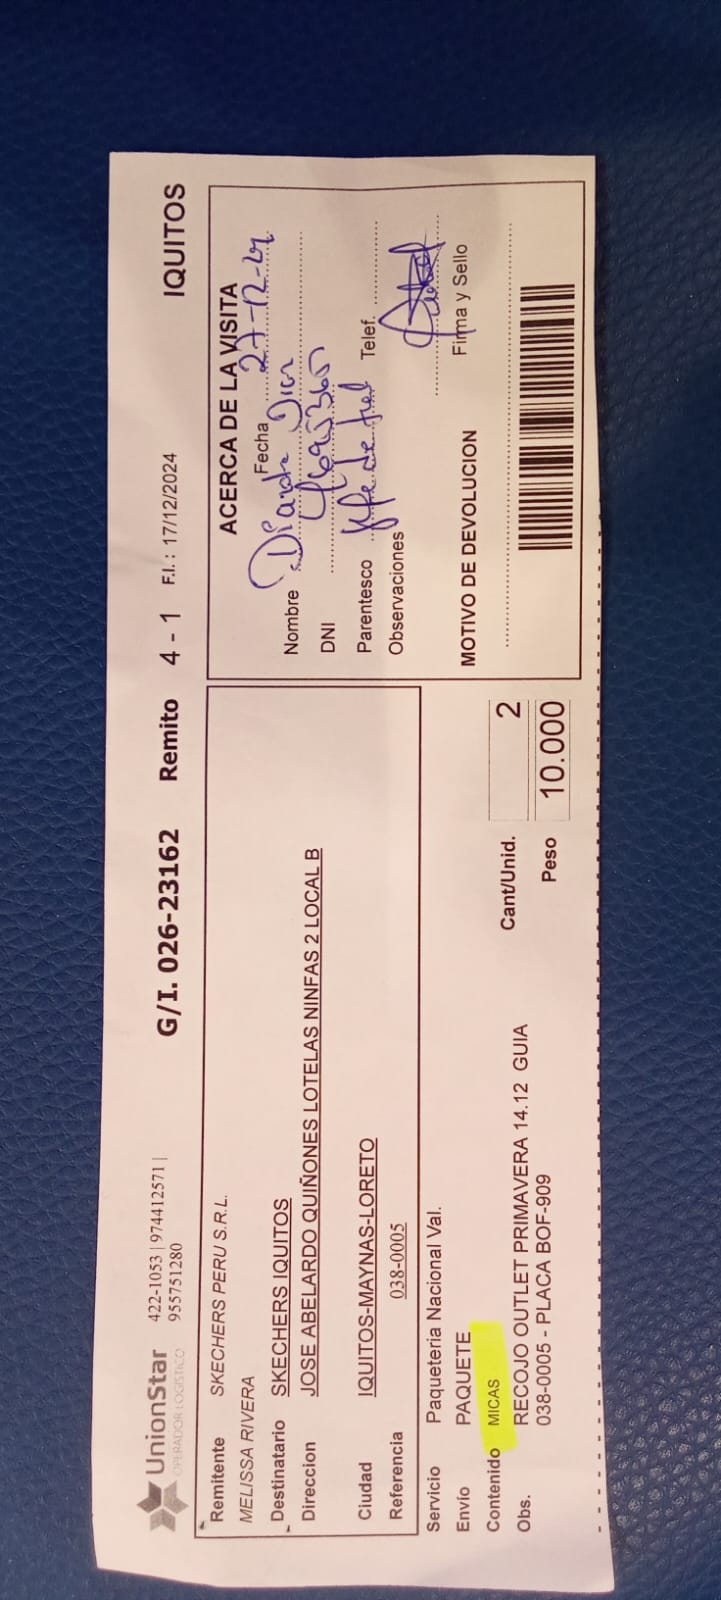 UnionStar
OPERADOR LOGISTICO
422-1053 | 974412571 |
955751280
G/I. 026-23162 Remito 4 - 1 F.I.: 17/12/2024 IQUITOS
Remitente SKECHERS PERU S.R.L.
MELISSA RIVERA
Destinatario SKECHERS IQUITOS
Direccion JOSE ABELARDO QUIÑONES LOTELAS NINFAS 2 LOCAL B
Ciudad IQUITOS-MAYNAS-LORETO
Referencia 038-0005
Servicio Paqueteria Nacional Val.
Envío PAQUETE
Contenido MICAS
Obs. RECOJO OUTLET PRIMAVERA 14.12 GUIA
038-0005 - PLACA BOF-909
Cant/Unid. 2
Peso 10.000
ACERCA DE LA VISITA
Fecha 27-12-24
Nombre
DNI
Parentesco Jefe de Telef.
Observaciones
Firma y Sello
MOTIVO DE DEVOLUCION